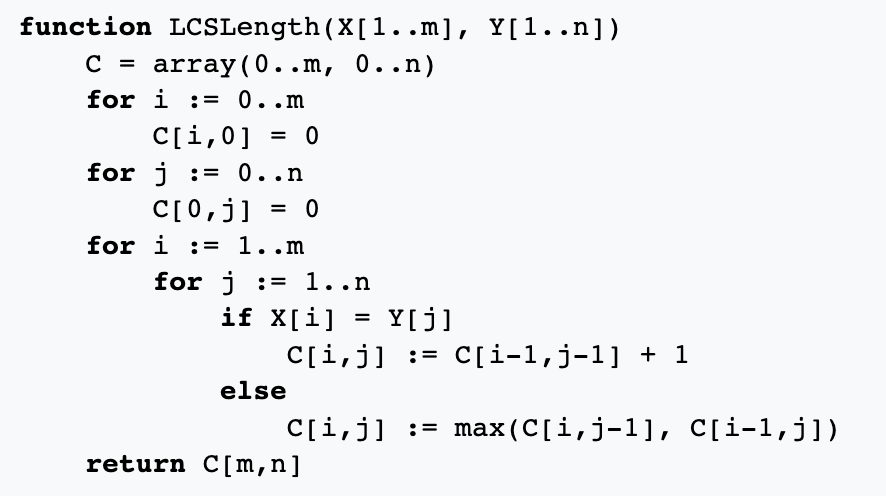 function LCSLength(X[1..m], Y[1..n])
    C = array(0..m, 0..n)
    for i := 0..m
        C[i,0] = 0
    for j := 0..n
        C[0,j] = 0
    for i := 1..m
        for j := 1..n
            if X[i] = Y[j]
                C[i,j] := C[i-1,j-1] + 1
            else
                C[i,j] := max(C[i,j-1], C[i-1,j])
    return C[m,n]